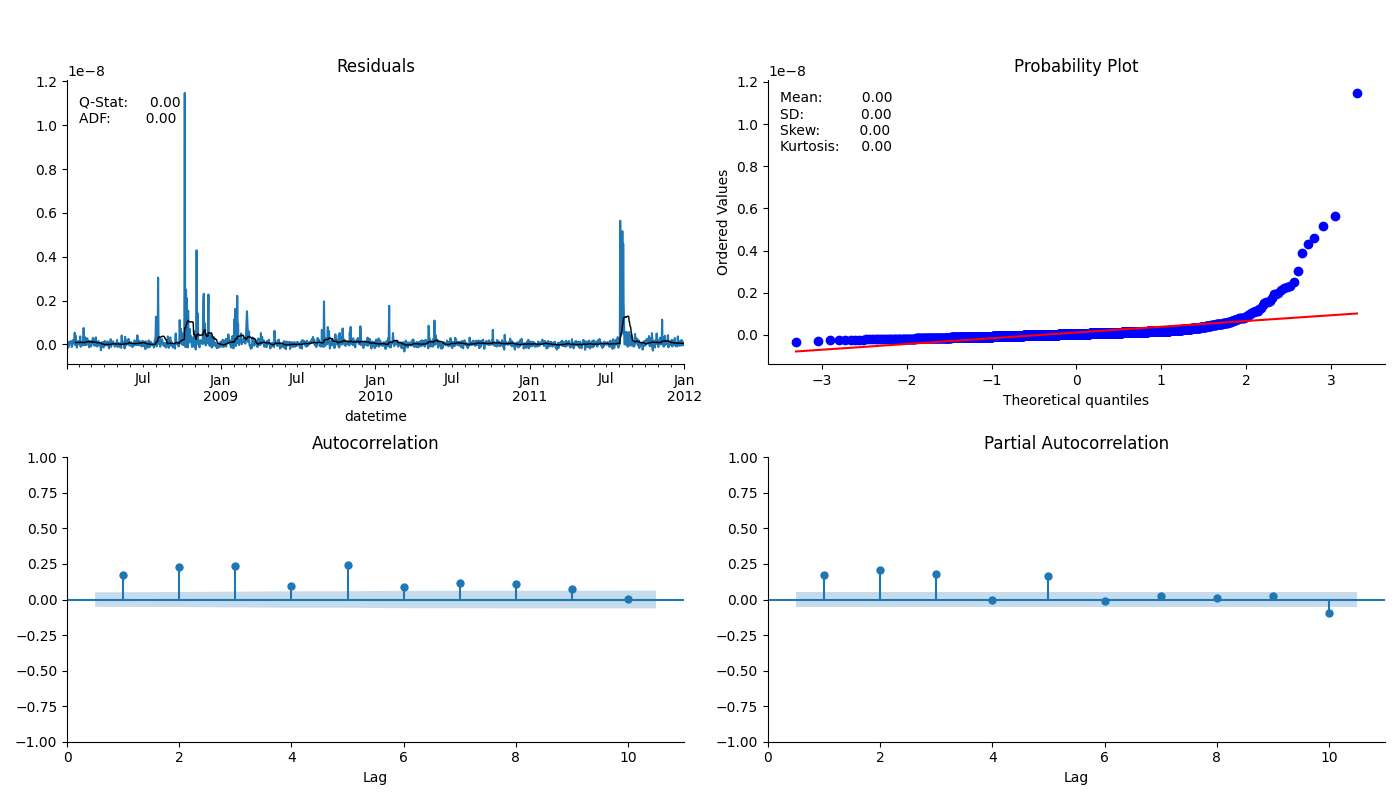 Residuals
1e−8
1.2
1.0
0.8
0.6
0.4
0.2
0.0
Q-Stat: 0.00
ADF: 0.00
Jul Jan Jul Jan Jul Jan Jul Jan
2009 2010 2011 2012
datetime
Probability Plot
1e−8
1.2
1.0
0.8
0.6
0.4
0.2
0.0
Ordered Values
Mean: 0.00
SD: 0.00
Skew: 0.00
Kurtosis: 0.00
−3 −2 −1 0 1 2 3
Theoretical quantiles
Autocorrelation
1.00
0.75
0.50
0.25
0.00
−0.25
−0.50
−0.75
−1.00
0 2 4 6 8 10
Lag
Partial Autocorrelation
1.00
0.75
0.50
0.25
0.00
−0.25
−0.50
−0.75
−1.00
0 2 4 6 8 10
Lag